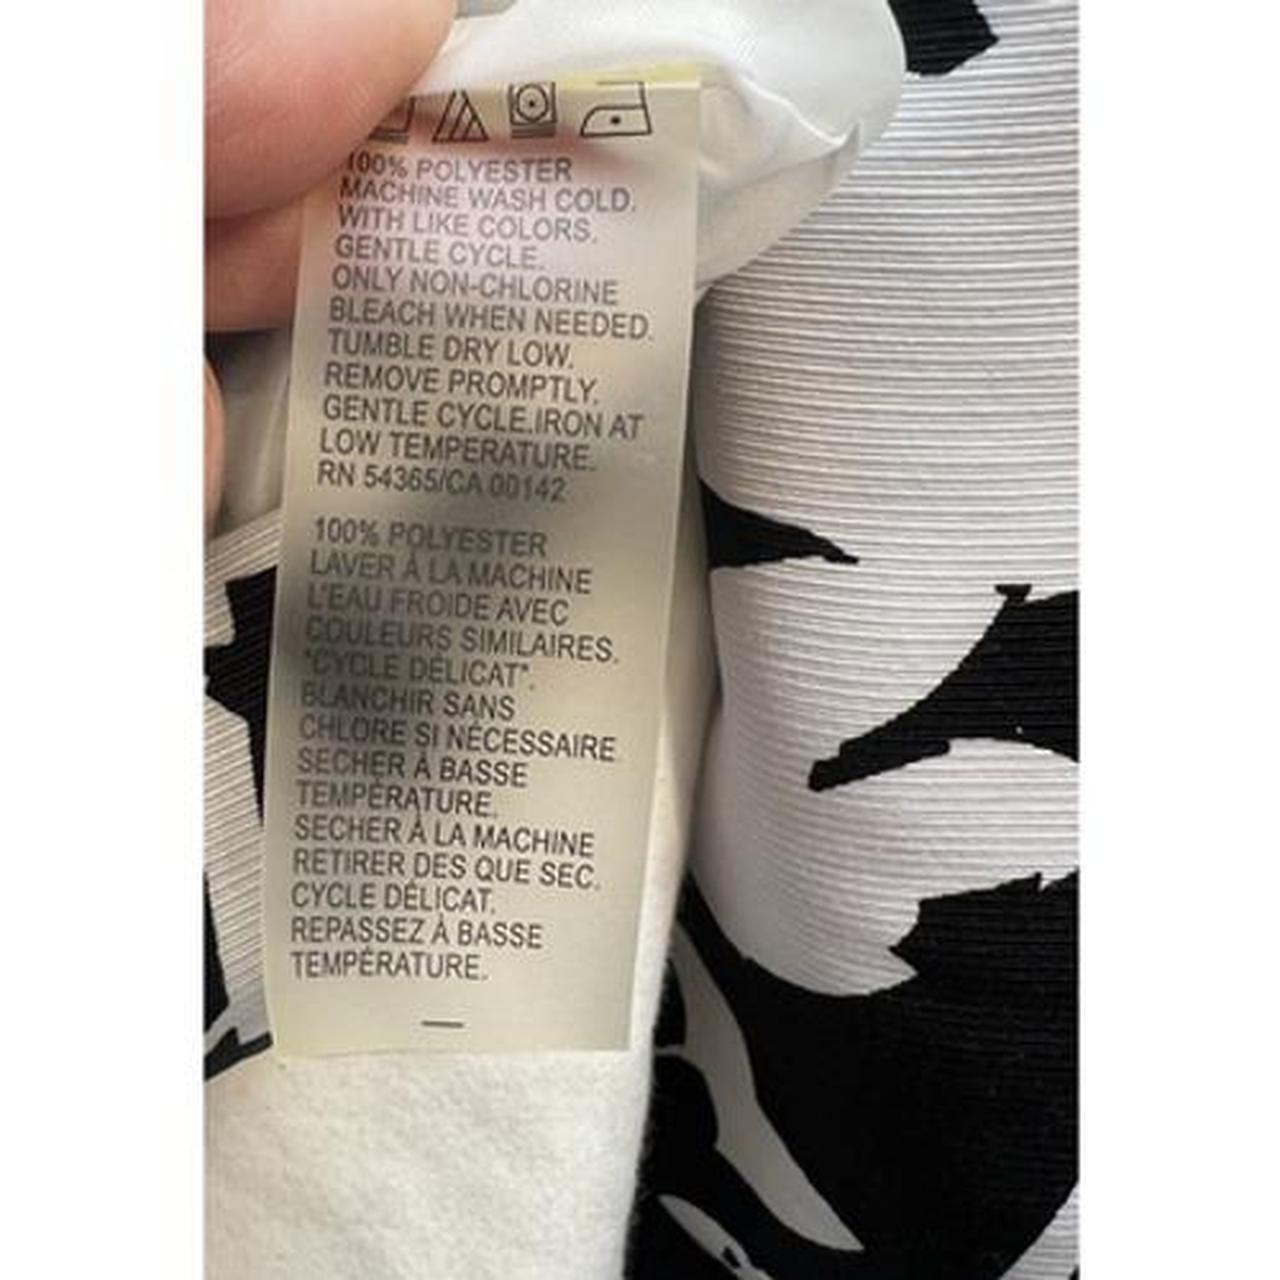 100% POLYESTER
MACHINE WASH COLD.
WITH LIKE COLORS.
GENTLE CYCLE.
ONLY NON-CHLORINE
BLEACH WHEN NEEDED.
TUMBLE DRY LOW.
REMOVE PROMPTLY.
GENTLE CYCLE.IRON AT
LOW TEMPERATURE.
RN 54365/CA 00142
100% POLYESTER
LAVER À LA MACHINE
L'EAU FROIDE AVEC
COULEURS SIMILAIRES.
"CYCLE DÉLICAT".
BLANCHIR SANS
CHLORE SI NÉCESSAIRE
SECHER À BASSE
TEMPÉRATURE.
SECHER À LA MACHINE
RETIRER DES QUE SEC.
CYCLE DÉLICAT.
REPASSEZ À BASSE
TEMPÉRATURE.